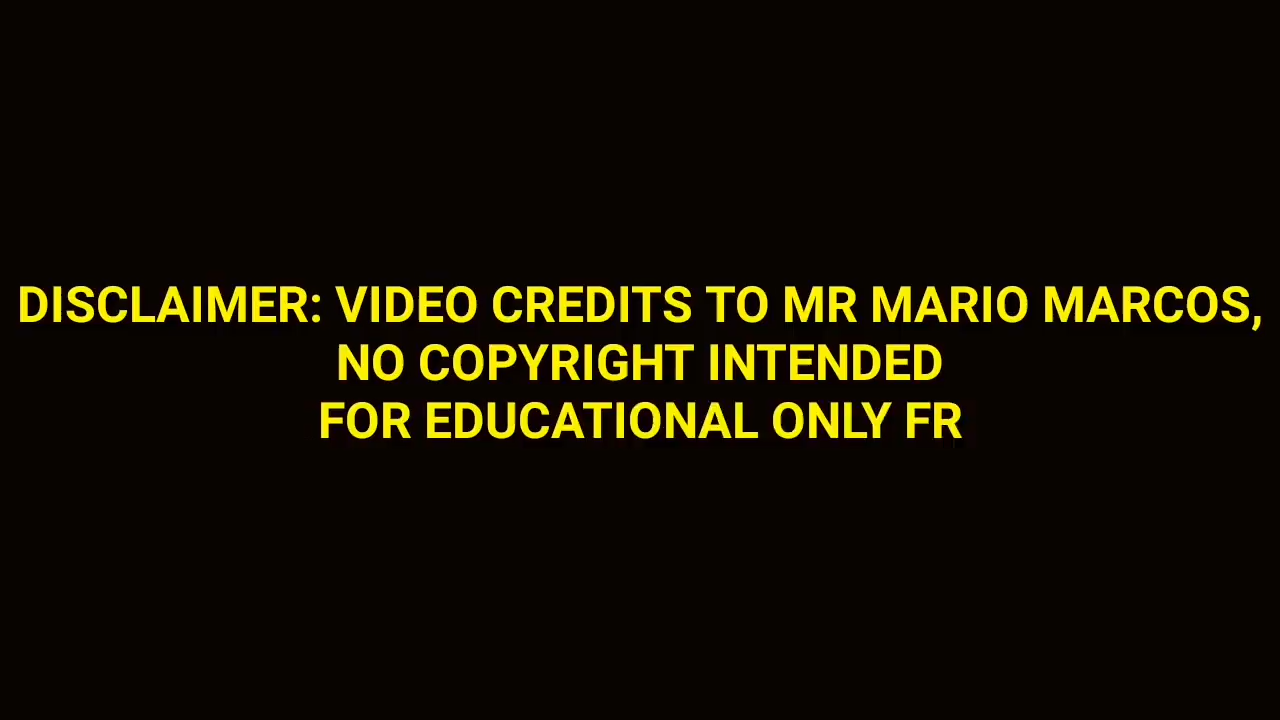 DISCLAIMER: VIDEO CREDITS TO MR MARIO MARCOS,
NO COPYRIGHT INTENDED
FOR EDUCATIONAL ONLY FR